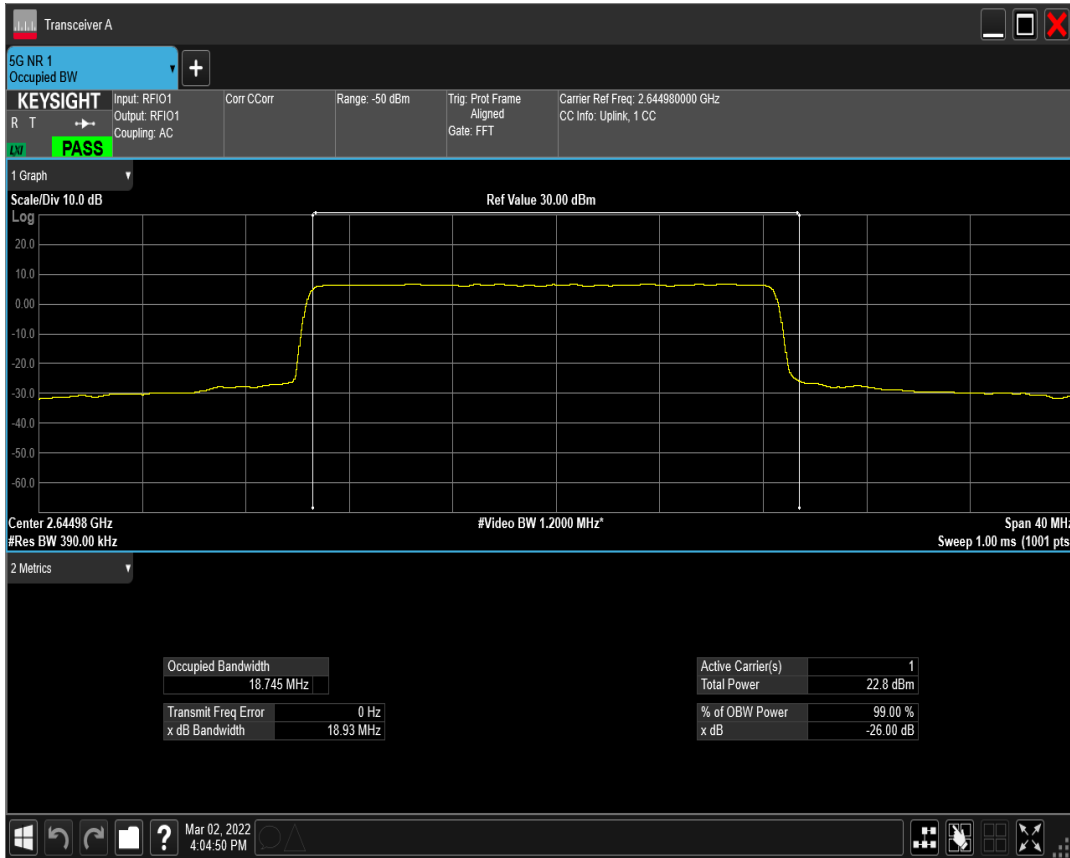 Transceiver A
5G NR 1
Occupied BW
+
KEYSIGHT
R T
LXI
PASS
Input: RFIO1
Output: RFIO1
Coupling: AC
Corr CCorr
Range: -50 dBm
Trig: Prot Frame
Aligned
Gate: FFT
Carrier Ref Freq: 2.644980000 GHz
CC Info: Uplink, 1 CC
1 Graph
Scale/Div 10.0 dB
Ref Value 30.00 dBm
Log
20.0
10.0
0.00
-10.0
-20.0
-30.0
-40.0
-50.0
-60.0
Center 2.64498 GHz
#Video BW 1.2000 MHz*
Span 40 MHz
#Res BW 390.00 kHz
Sweep 1.00 ms (1001 pts
2 Metrics
Occupied Bandwidth
18.745 MHz
Transmit Freq Error 0 Hz
x dB Bandwidth 18.93 MHz
Active Carrier(s) 1
Total Power 22.8 dBm
% of OBW Power 99.00 %
x dB -26.00 dB
?
Mar 02, 2022
4:04:50 PM